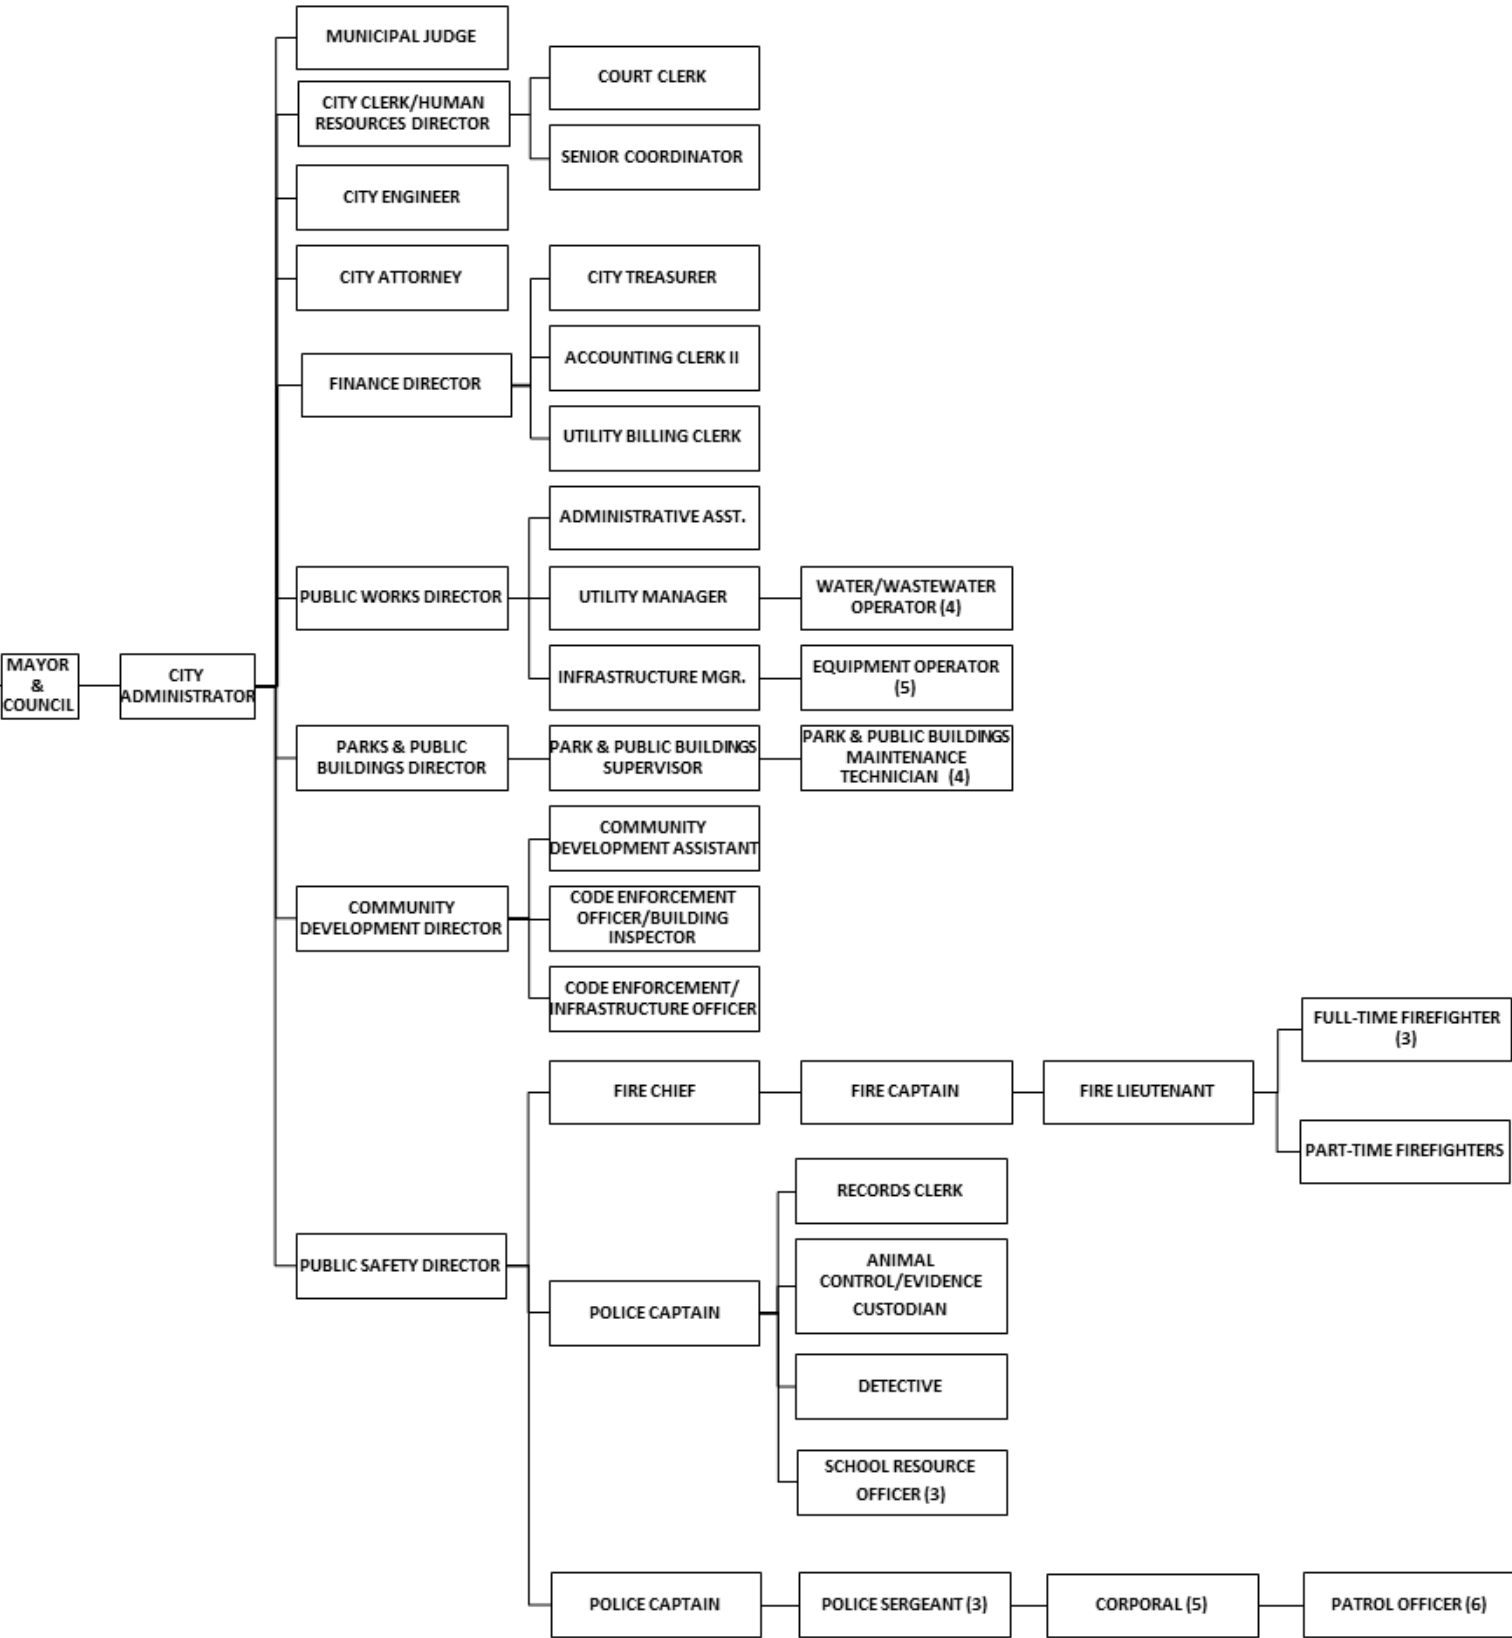 MUNICIPAL JUDGE
COURT CLERK
CITY CLERK/HUMAN
RESOURCES DIRECTOR
SENIOR COORDINATOR
CITY ENGINEER
CITY ATTORNEY
CITY TREASURER
ACCOUNTING CLERK II
FINANCE DIRECTOR
UTILITY BILLING CLERK
ADMINISTRATIVE ASST.
PUBLIC WORKS DIRECTOR
UTILITY MANAGER
WATER/WASTEWATER
OPERATOR (4)
MAYOR
&
COUNCIL
CITY
ADMINISTRATOR
INFRASTRUCTURE MGR.
EQUIPMENT OPERATOR
(5)
PARKS & PUBLIC
BUILDINGS DIRECTOR
PARK & PUBLIC BUILDINGS
SUPERVISOR
PARK & PUBLIC BUILDINGS
MAINTENANCE
TECHNICIAN (4)
COMMUNITY
DEVELOPMENT ASSISTANT
COMMUNITY
DEVELOPMENT DIRECTOR
CODE ENFORCEMENT
OFFICER/BUILDING
INSPECTOR
CODE ENFORCEMENT/
INFRASTRUCTURE OFFICER
FULL-TIME FIREFIGHTER
(3)
FIRE CHIEF
FIRE CAPTAIN
FIRE LIEUTENANT
PART-TIME FIREFIGHTERS
RECORDS CLERK
PUBLIC SAFETY DIRECTOR
ANIMAL
CONTROL/EVIDENCE
CUSTODIAN
POLICE CAPTAIN
DETECTIVE
SCHOOL RESOURCE
OFFICER (3)
POLICE CAPTAIN
POLICE SERGEANT (3)
CORPORAL (5)
PATROL OFFICER (6)